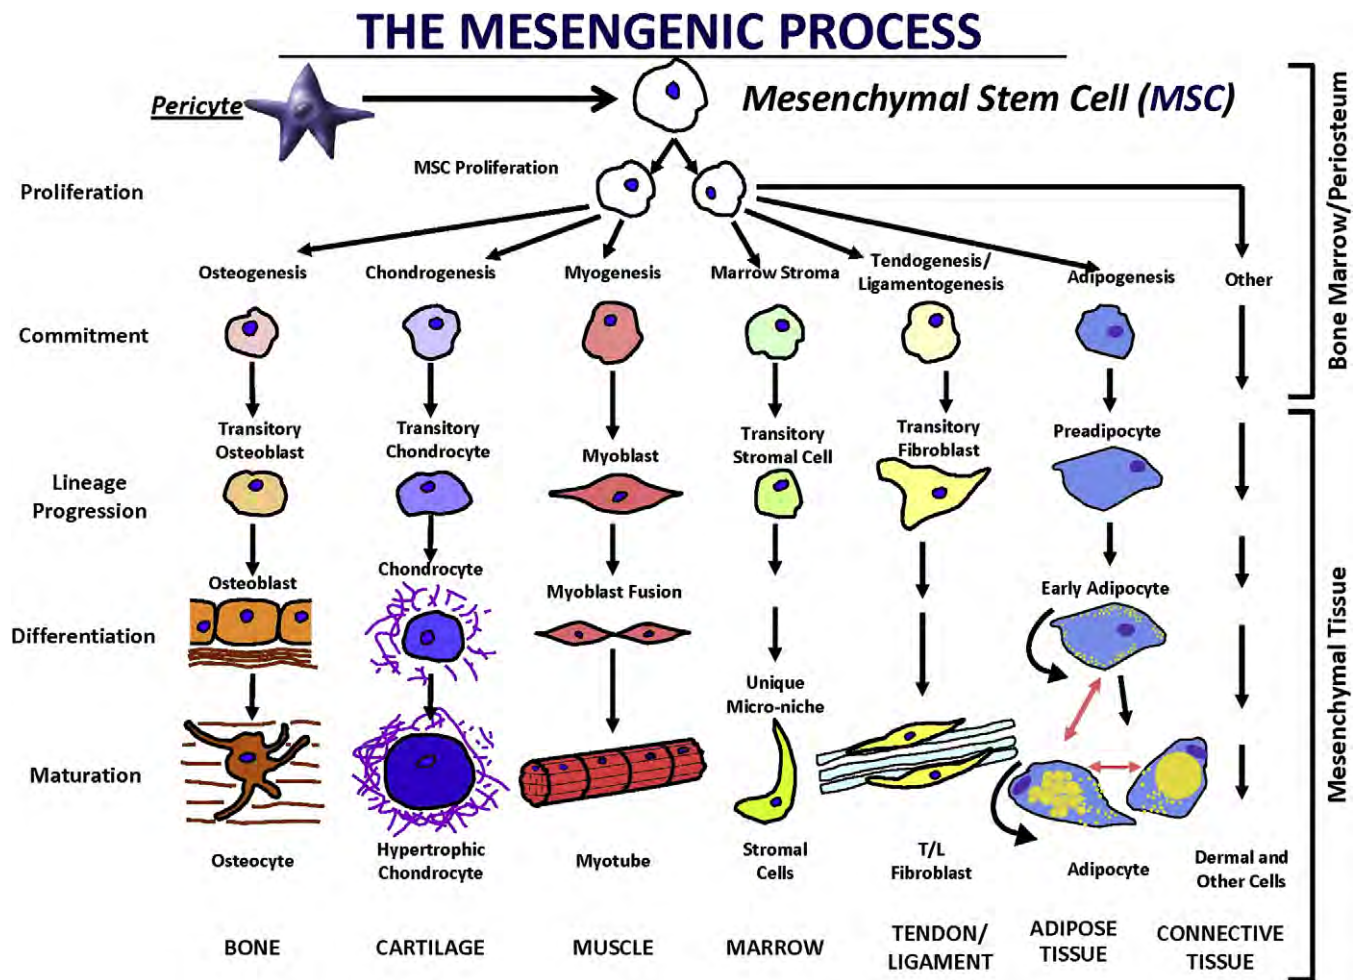 THE MESENGENIC PROCESS
Pericyte
Mesenchymal Stem Cell (MSC)
MSC Proliferation
Proliferation
Osteogenesis
Chondrogenesis
Myogenesis
Marrow Stroma
Tendogenesis/
Ligamentogenesis
Adipogenesis
Other
Commitment
Bone Marrow/Periosteum
Transitory
Osteoblast
Transitory
Chondrocyte
Myoblast
Transitory
Stromal Cell
Transitory
Fibroblast
Preadipocyte
Lineage
Progression
Osteoblast
Chondrocyte
Myoblast Fusion
Early Adipocyte
Differentiation
Unique
Micro-niche
Mesenchymal Tissue
Maturation
Osteocyte
Hypertrophic
Chondrocyte
Myotube
Stromal
Cells
T/L
Fibroblast
Adipocyte
Dermal and
Other Cells
BONE
CARTILAGE
MUSCLE
MARROW
TENDON/
LIGAMENT
ADIPOSE
TISSUE
CONNECTIVE
TISSUE